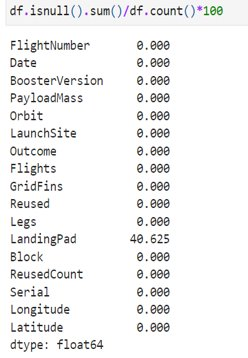 df.isnull().sum()/df.count()*100
FlightNumber 0.000
Date 0.000
BoosterVersion 0.000
PayloadMass 0.000
Orbit 0.000
LaunchSite 0.000
Outcome 0.000
Flights 0.000
GridFins 0.000
Reused 0.000
Legs 0.000
LandingPad 40.625
Block 0.000
ReusedCount 0.000
Serial 0.000
Longitude 0.000
Latitude 0.000
dtype: float64